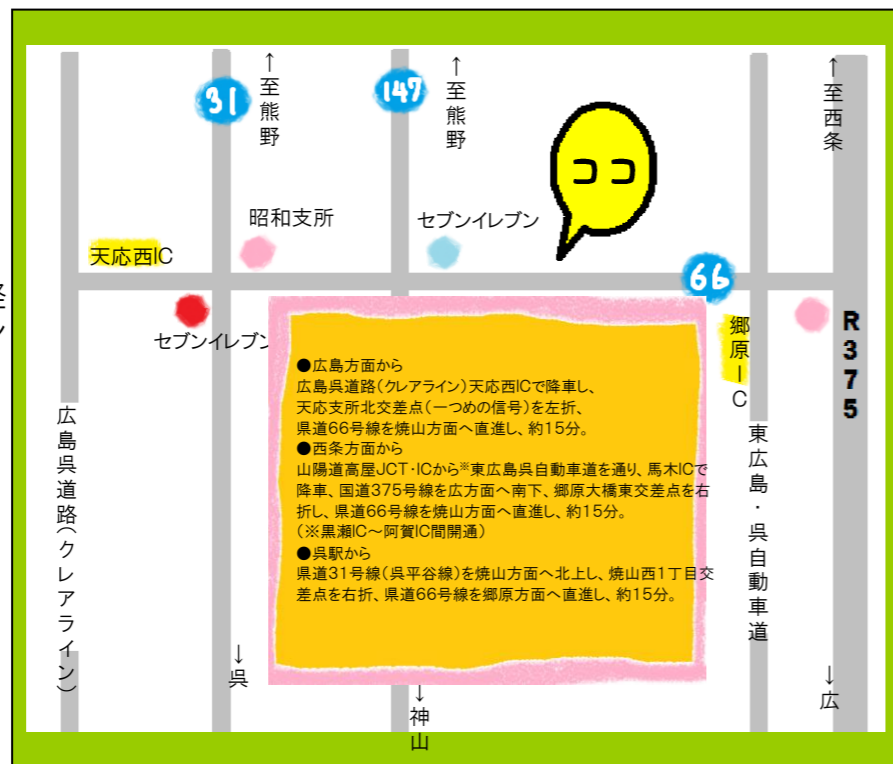 31
↑至熊野
147
↑至熊野
↑至西条
ココ
昭和支所
セブンイレブン
天応西IC
66
セブンイレブン
郷原IC
R375
広島呉道路(クレアライン)
東広島・呉自動車道
●広島方面から
広島呉道路(クレアライン)天応西ICで降車し、
天応支所北交差点(一つめの信号)を左折、
県道66号線を焼山方面へ直進し、約15分。
●西条方面から
山陽道高屋JCT・ICから※東広島呉自動車道を通り、馬木ICで
降車、国道375号線を広方面へ南下、郷原大橋東交差点を右
折し、県道66号線を焼山方面へ直進し、約15分。
(※黒瀬IC~阿賀IC間開通)
●呉駅から
県道31号線(呉平谷線)を焼山方面へ北上し、焼山西1丁目交
差点を右折、県道66号線を郷原方面へ直進し、約15分。
↓呉
↓神山
↓広